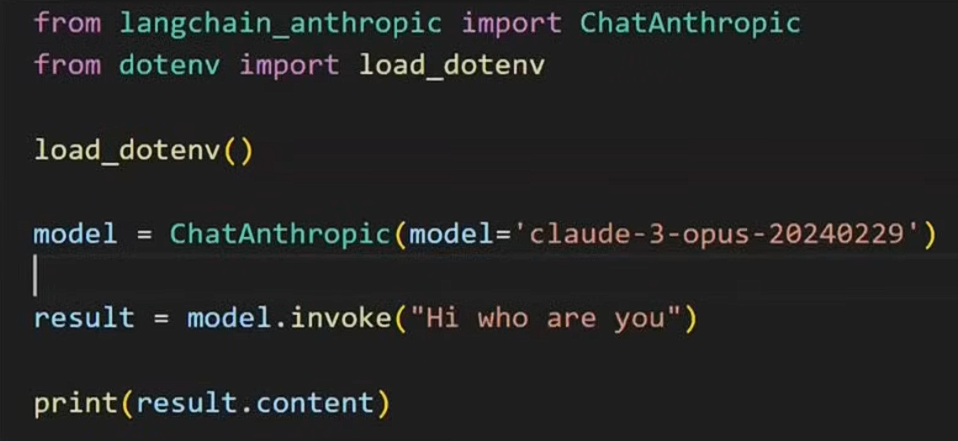 from langchain_anthropic import ChatAnthropic
from dotenv import load_dotenv
load_dotenv()
model = ChatAnthropic(model='claude-3-opus-20240229')
result = model.invoke("Hi who are you")
print(result.content)